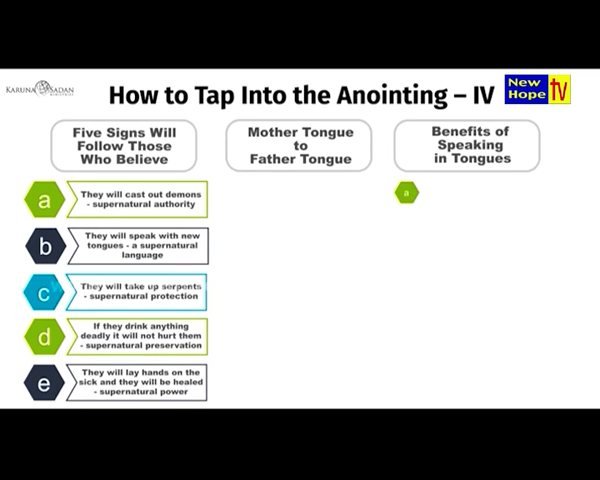 KARUNA SADAN
MINISTRIES
How to Tap Into the Anointing – IV
New
Hope
tv
Five Signs Will
Follow Those
Who Believe
Mother Tongue
to
Father Tongue
Benefits of
Speaking
in Tongues
a
They will cast out demons
- supernatural authority
b
They will speak with new
tongues - a supernatural
language
c
They will take up serpents
- supernatural protection
d
If they drink anything
deadly it will not hurt them
- supernatural preservation
e
They will lay hands on the
sick and they will be healed
- supernatural power
a